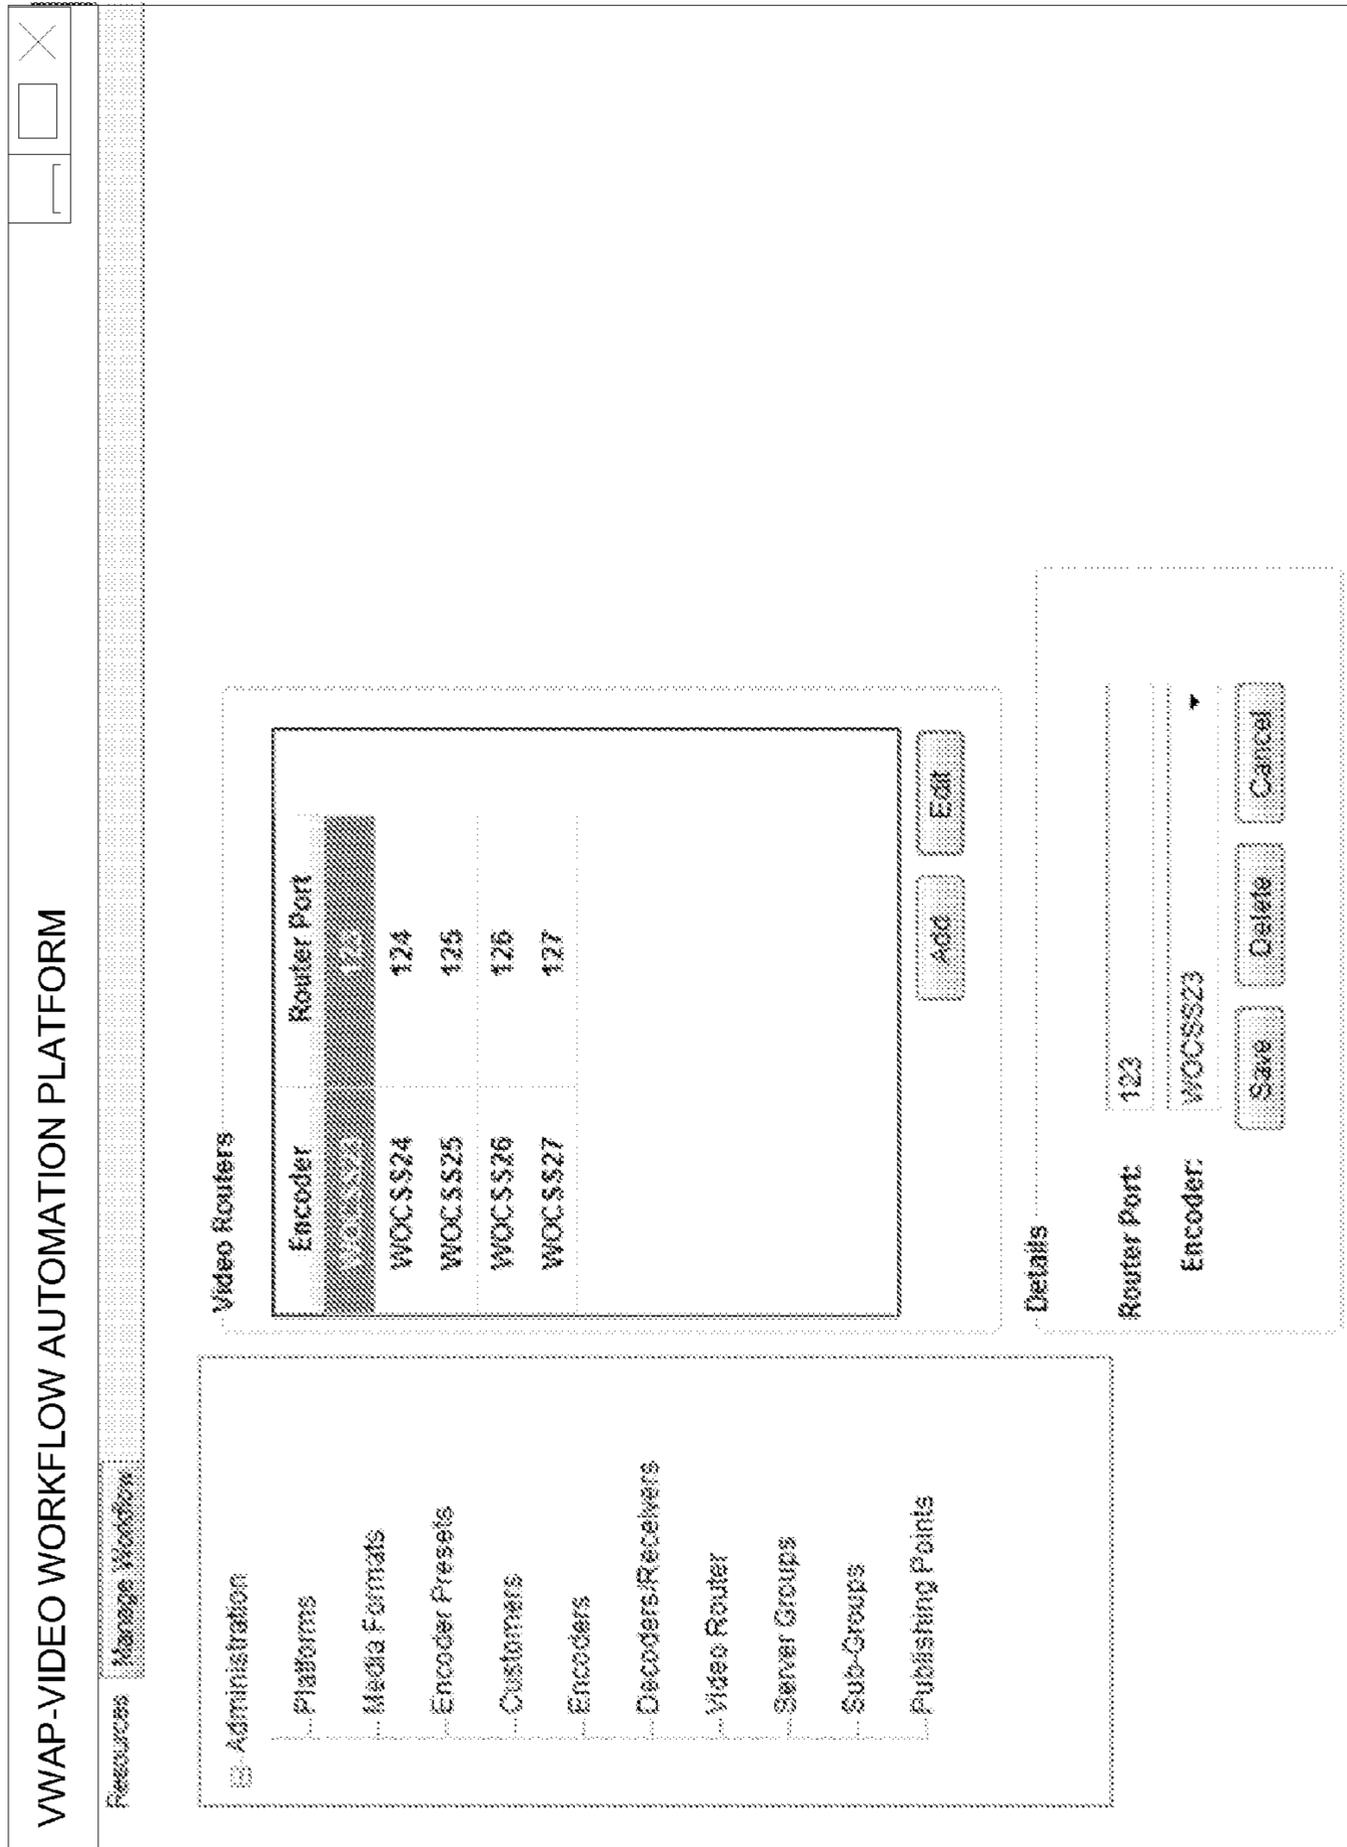 VWAP-VIDEO WORKFLOW AUTOMATION PLATFORM
Resources Manage Workflow
Administration
Platforms
Media Formats
Encoder Presets
Customers
Encoders
Decoders/Receivers
Video Router
Server Groups
Sub-Groups
Publishing Points
Video Routers
Encoder Router Port
WOCSS23 123
WOCSS24 124
WOCSS25 125
WOCSS26 126
WOCSS27 127
Add Edit
Details
Router Port: 123
Encoder: WOCSS23
Save Delete Cancel